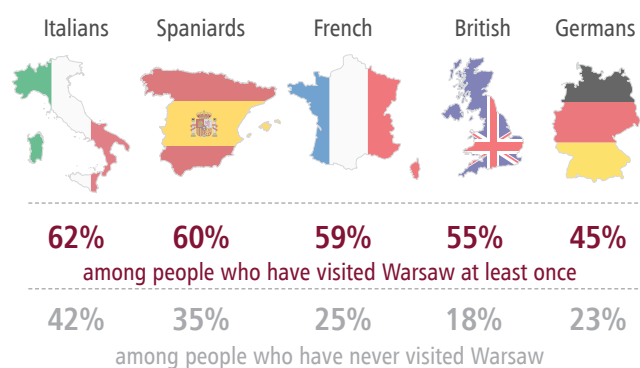 Italians Spaniards French British Germans
62% 60% 59% 55% 45%
among people who have visited Warsaw at least once
42% 35% 25% 18% 23%
among people who have never visited Warsaw